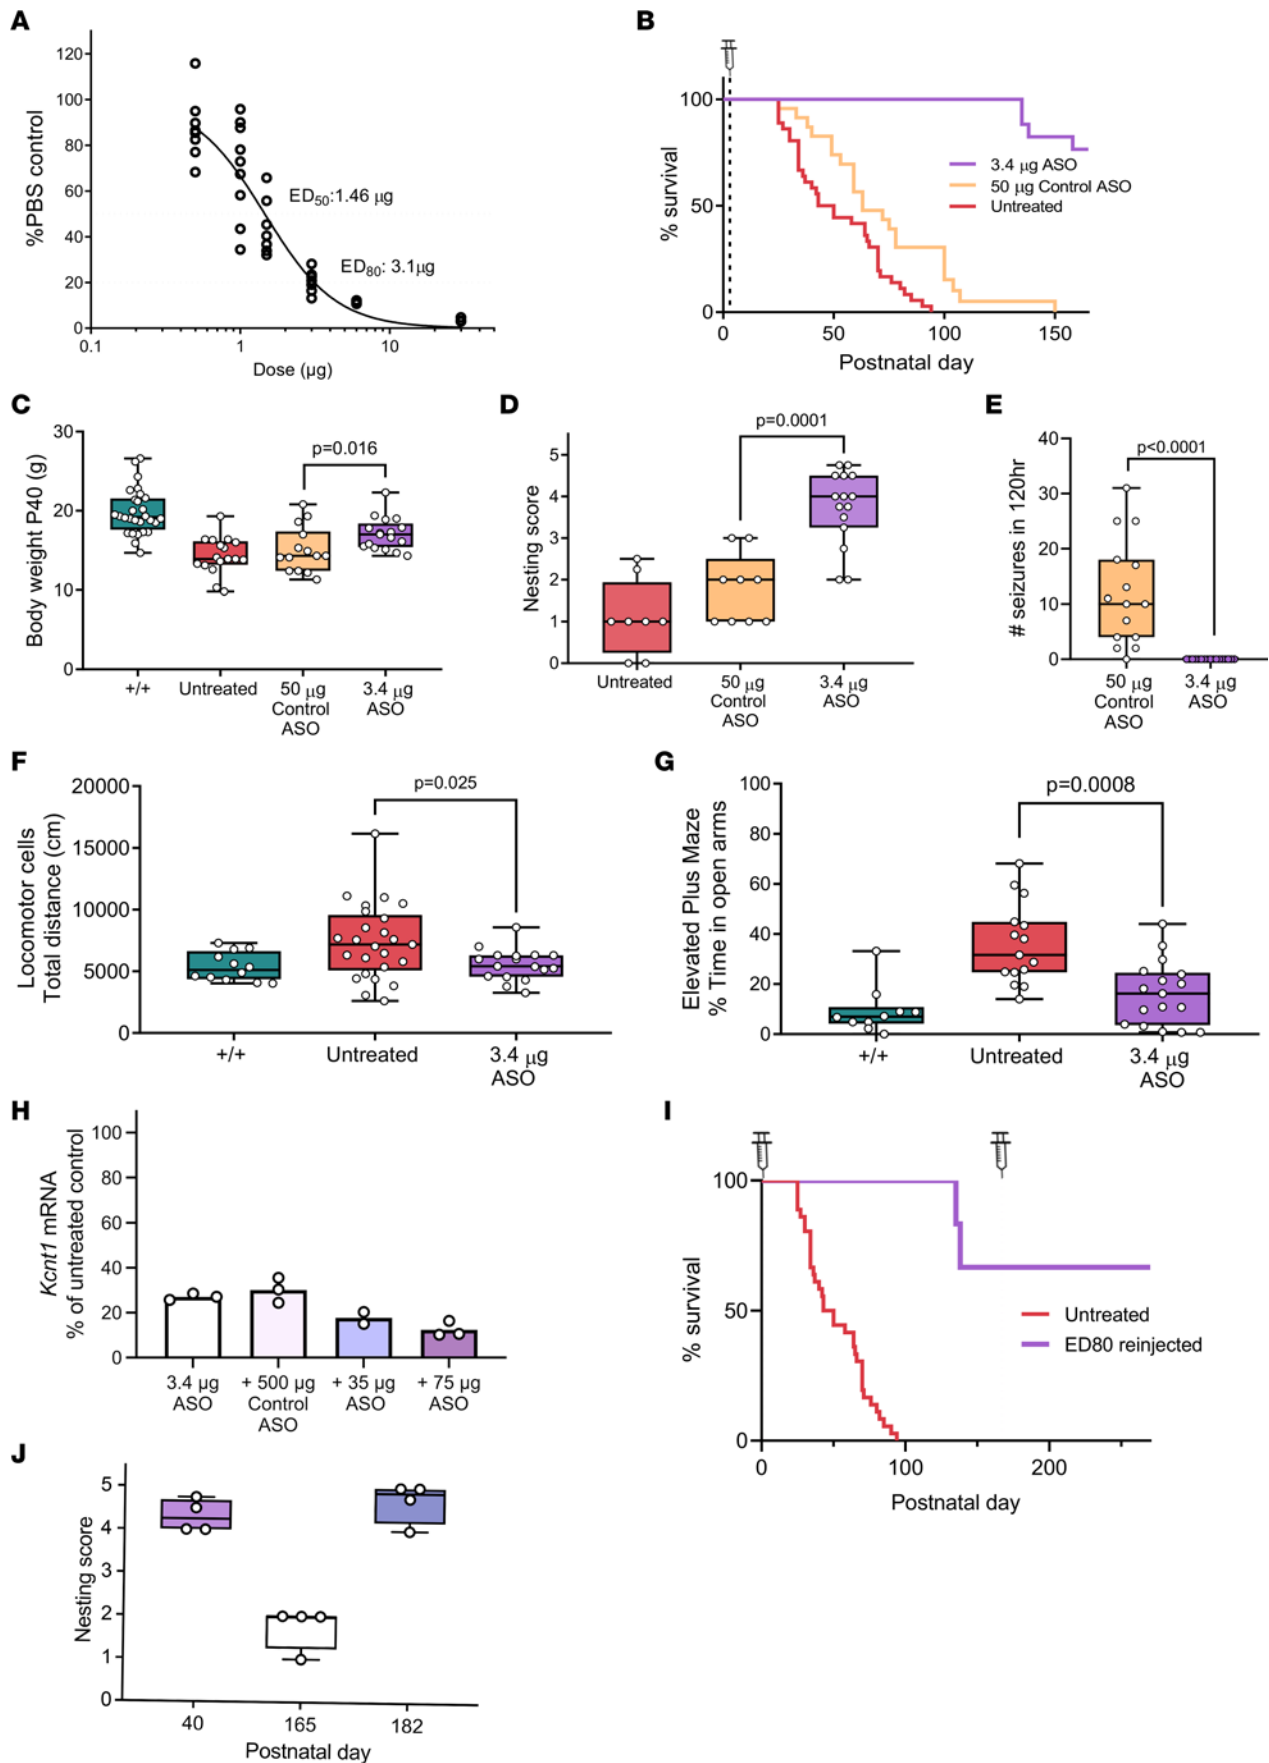 A
120
100
80
60
40
20
0
%PBS control
ED50:1.46 µg
ED80: 3.1µg
0.1
1
10
Dose (µg)
B
100
50
0
% survival
3.4 µg ASO
50 µg Control ASO
Untreated
50
100
150
Postnatal day
C
30
20
10
0
Body weight P40 (g)
p=0.016
+/+
Untreated
50 µg
Control
ASO
3.4 µg
ASO
D
5
4
3
2
1
0
Nesting score
p=0.0001
Untreated
50 µg
Control
ASO
3.4 µg
ASO
E
40
30
20
10
0
# seizures in 120hr
p<0.0001
50 µg
Control
ASO
3.4 µg
ASO
F
20000
15000
10000
5000
0
Locomotor cells
Total distance (cm)
p=0.025
+/+
Untreated
3.4 µg
ASO
G
100
80
60
40
20
0
Elevated Plus Maze
% Time in open arms
p=0.0008
+/+
Untreated
3.4 µg
ASO
H
100
80
60
40
20
0
Kcnt1 mRNA
% of untreated control
3.4 µg
ASO
+ 500 µg
Control
ASO
+ 35 µg
ASO
+ 75 µg
ASO
I
100
50
0
% survival
Untreated
ED80 reinjected
0
100
200
Postnatal day
J
5
4
3
2
1
0
Nesting score
40
165
182
Postnatal day